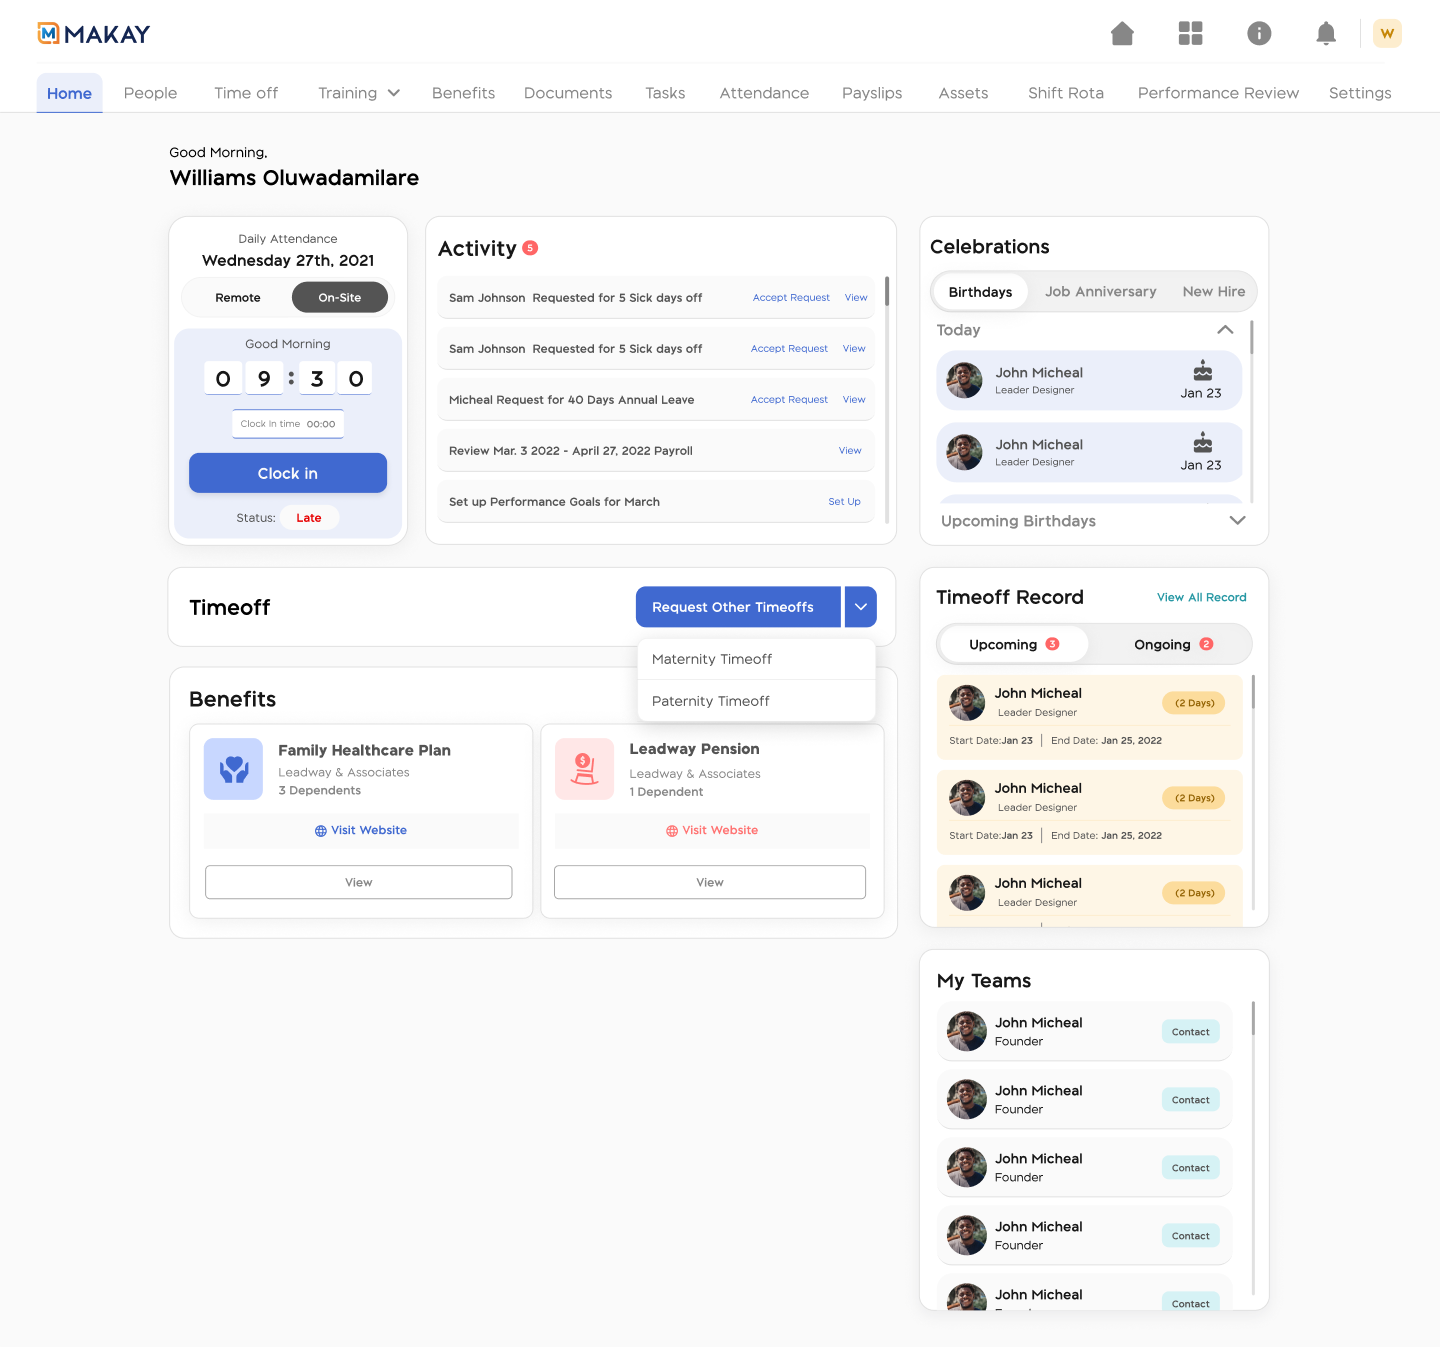 M MAKAY
W
Home People Time off Training Benefits Documents Tasks Attendance Payslips Assets Shift Rota Performance Review Settings
Good Morning,
Williams Oluwadamilare
Daily Attendance
Wednesday 27th, 2021
Remote On-Site
Good Morning
0 9 : 3 0
Clock In time 00:00
Clock in
Status: Late
Activity 5
Sam Johnson Requested for 5 Sick days off Accept Request View
Sam Johnson Requested for 5 Sick days off Accept Request View
Micheal Request for 40 Days Annual Leave Accept Request View
Review Mar. 3 2022 - April 27, 2022 Payroll View
Set up Performance Goals for March Set Up
Celebrations
Birthdays Job Anniversary New Hire
Today
John Micheal
Leader Designer
Jan 23
John Micheal
Leader Designer
Jan 23
Upcoming Birthdays
Timeoff
Request Other Timeoffs
Maternity Timeoff
Paternity Timeoff
Benefits
Family Healthcare Plan
Leadway & Associates
3 Dependents
Visit Website
View
$
Leadway Pension
Leadway & Associates
1 Dependent
Visit Website
View
Timeoff Record View All Record
Upcoming 3 Ongoing 2
John Micheal
Leader Designer
(2 Days)
Start Date:Jan 23 End Date: Jan 25, 2022
John Micheal
Leader Designer
(2 Days)
Start Date:Jan 23 End Date: Jan 25, 2022
John Micheal
Leader Designer
(2 Days)
My Teams
John Micheal
Founder
Contact
John Micheal
Founder
Contact
John Micheal
Founder
Contact
John Micheal
Founder
Contact
John Micheal
Contact